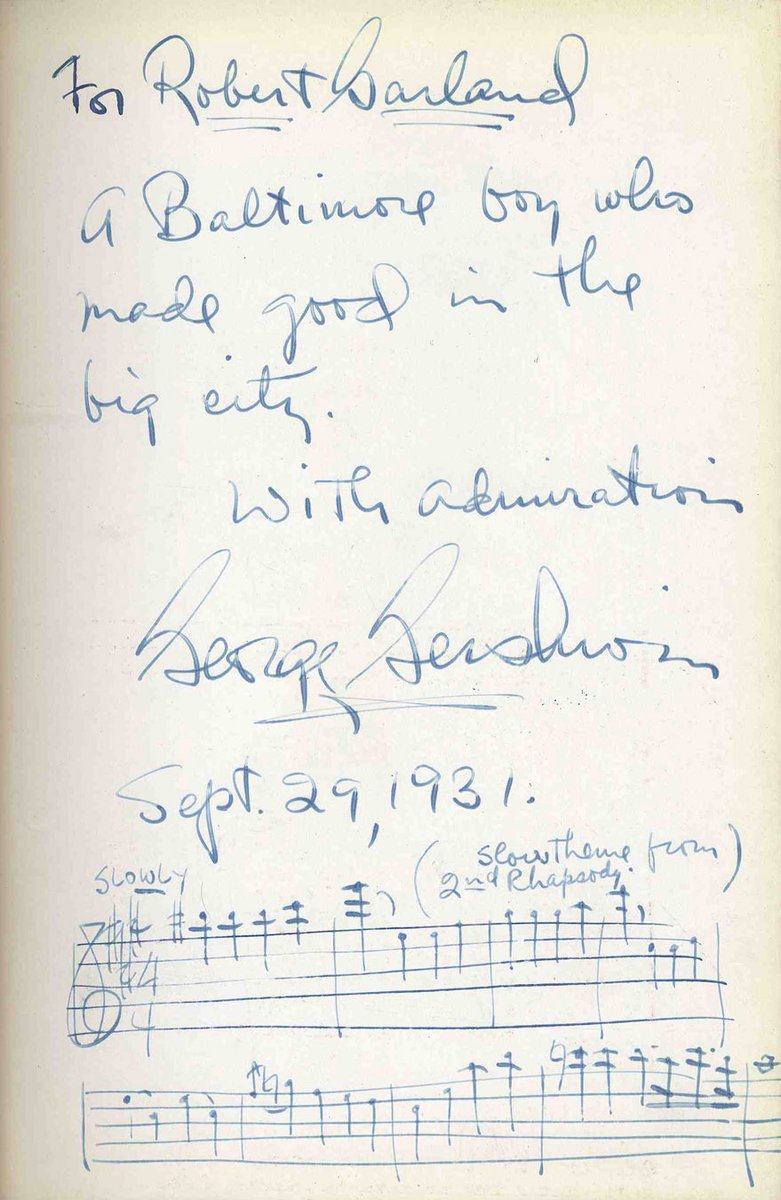 For Robert Garland
A Baltimore boy who
made good in the
big city.
With admiration
George Gershwin
Sept. 29, 1931.
(slow theme from)
2nd Rhapsody.
SLOWLY
4
4